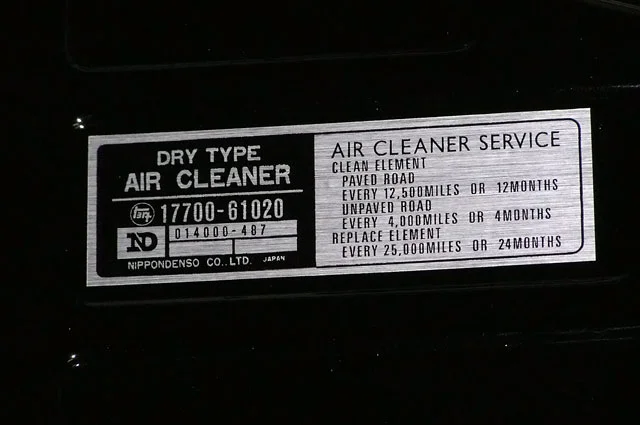 DRY TYPE
AIR CLEANER
17700-61020
ND
014000-487
NIPPONDENSO CO.,LTD. JAPAN
AIR CLEANER SERVICE
CLEAN ELEMENT
PAVED ROAD
EVERY 12,500MILES OR 12MONTHS
UNPAVED ROAD
EVERY 4,000MILES OR 4MONTHS
REPLACE ELEMENT
EVERY 25,000MILES OR 24MONTHS